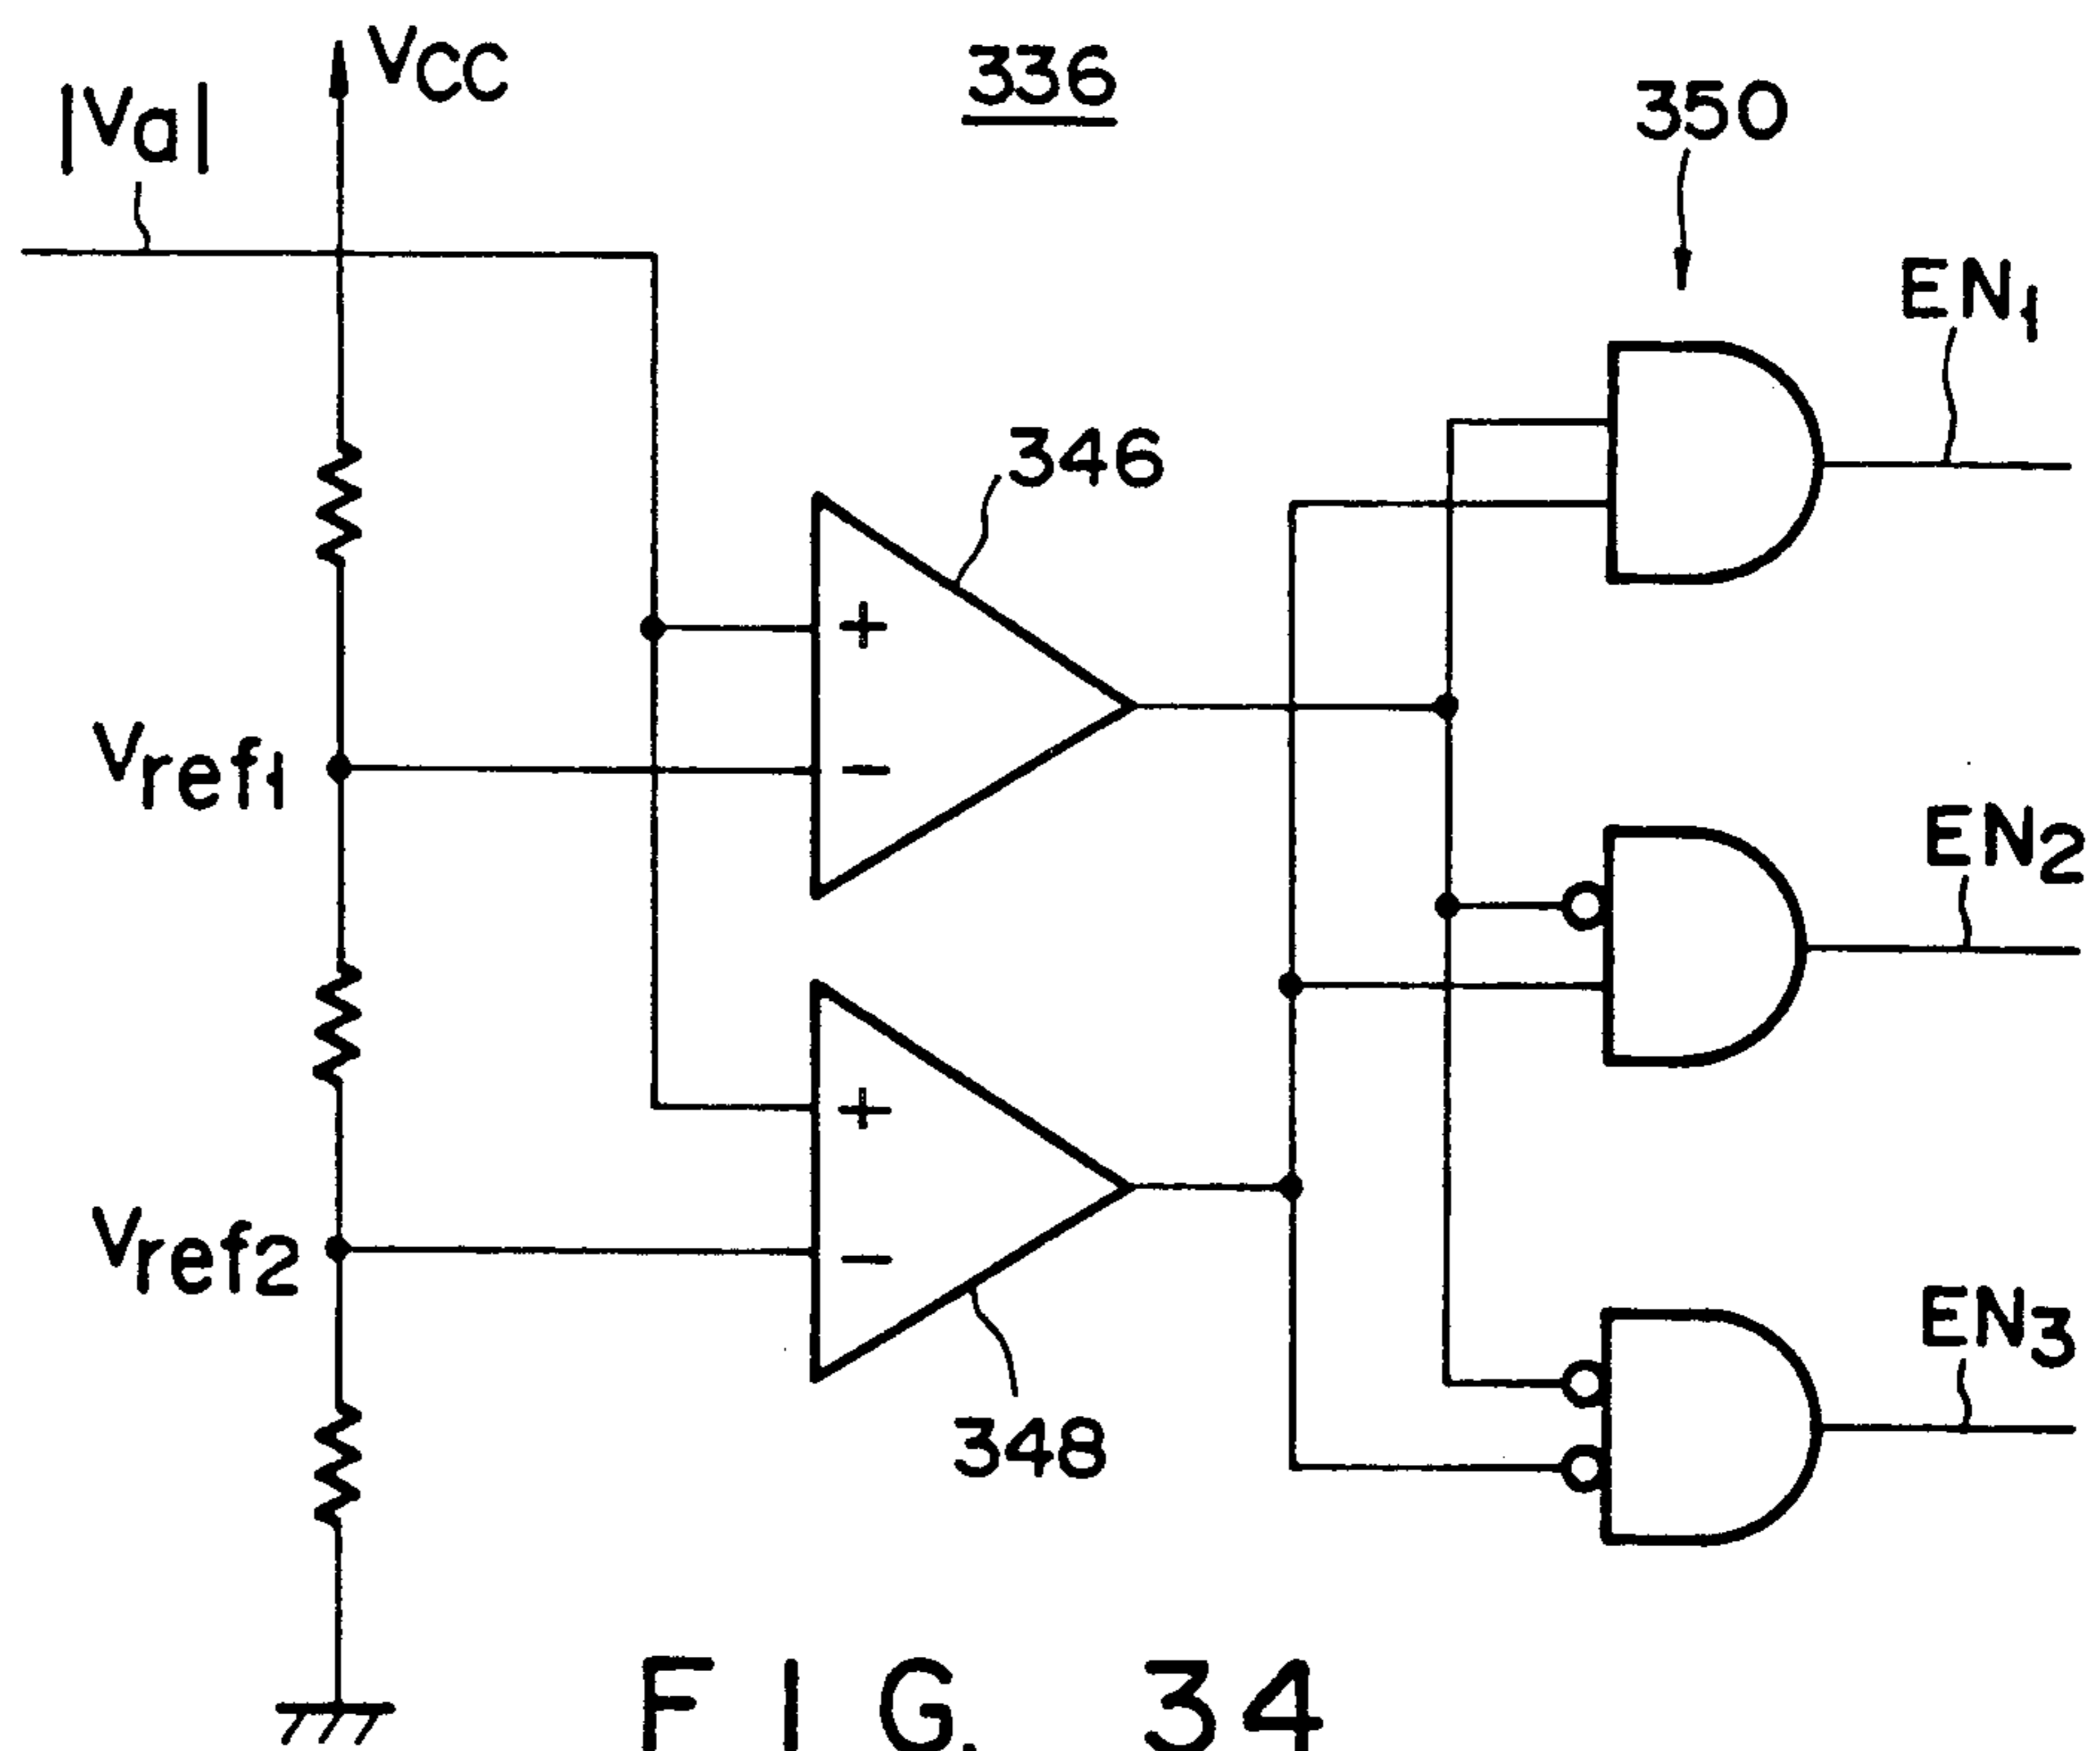 VCC
336
350
|Va|
EN1
346
+
Vref1
−
EN2
+
Vref2
−
EN3
348
FIG. 34